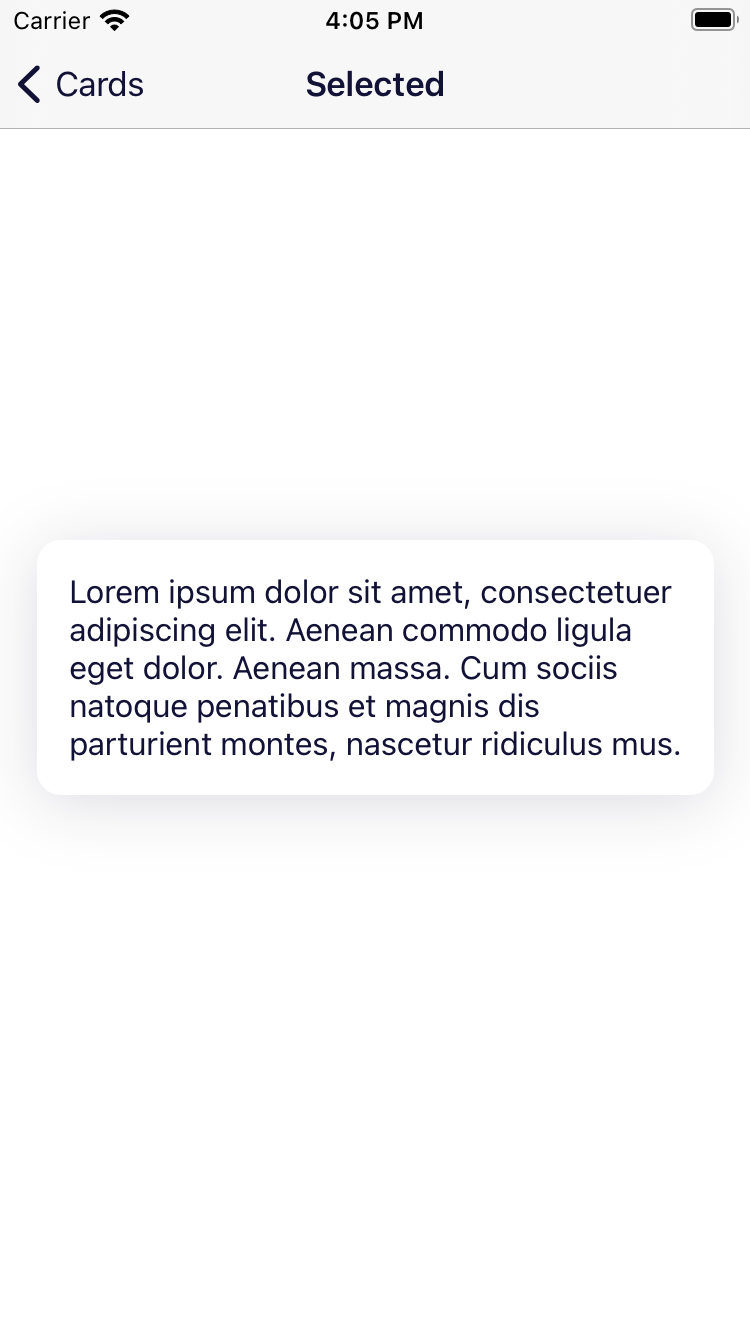 Carrier 4:05 PM
Cards Selected
Lorem ipsum dolor sit amet, consectetuer
adipiscing elit. Aenean commodo ligula
eget dolor. Aenean massa. Cum sociis
natoque penatibus et magnis dis
parturient montes, nascetur ridiculus mus.